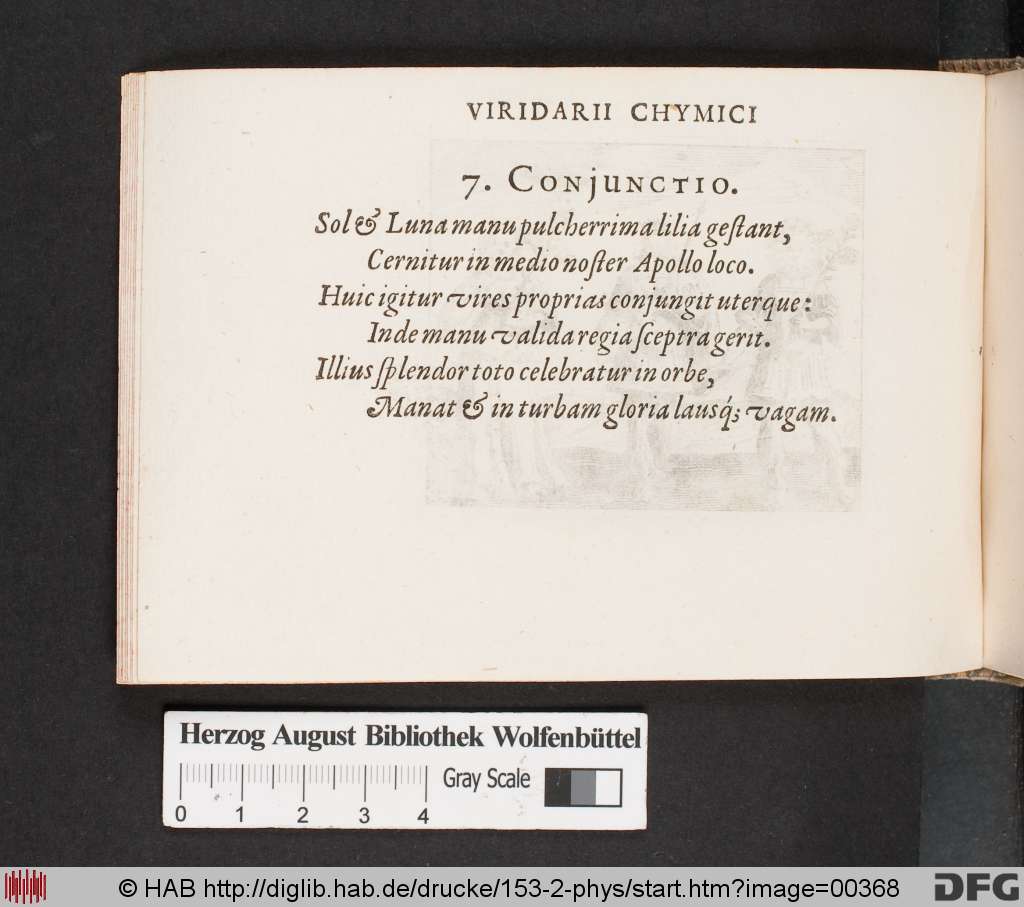 VIRIDARII CHYMICI
7. CONJUNCTIO.
Sol & Luna manu pulcherrima lilia geſtant,
Cernitur in medio noſter Apollo loco.
Huic igitur vires proprias conjungit uterque:
Inde manu valida regia ſceptra gerit.
Illius ſplendor toto celebratur in orbe,
Manat & in turbam gloria lausq́; vagam.
Herzog August Bibliothek Wolfenbüttel
Gray Scale
0 1 2 3 4
© HAB http://diglib.hab.de/drucke/153-2-phys/start.htm?image=00368
DFG